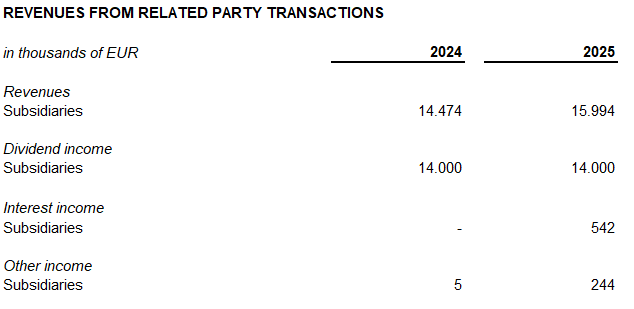 REVENUES FROM RELATED PARTY TRANSACTIONS
in thousands of EUR 2024 2025
Revenues
Subsidiaries 14.474 15.994
Dividend income
Subsidiaries 14.000 14.000
Interest income
Subsidiaries - 542
Other income
Subsidiaries 5 244